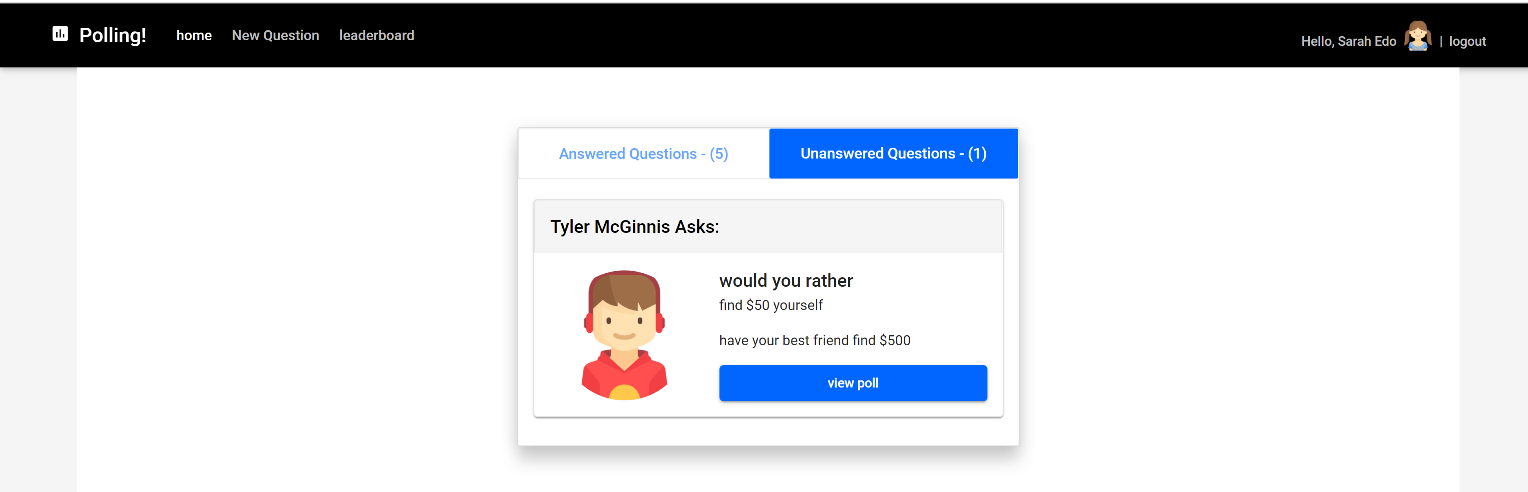 Polling! home New Question leaderboard Hello, Sarah Edo | logout
Answered Questions - (5) Unanswered Questions - (1)
Tyler McGinnis Asks:
would you rather
find $50 yourself
have your best friend find $500
view poll